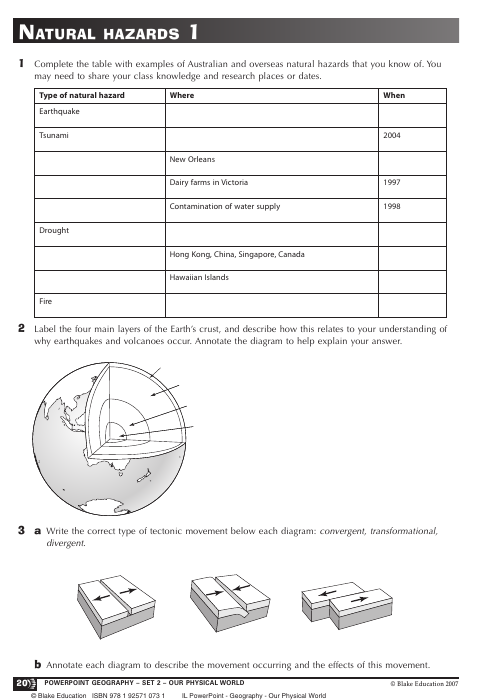 NATURAL HAZARDS 1
1 Complete the table with examples of Australian and overseas natural hazards that you know of. You
may need to share your class knowledge and research places or dates.
Type of natural hazard Where When
Earthquake
Tsunami 2004
New Orleans
Dairy farms in Victoria 1997
Contamination of water supply 1998
Drought
Hong Kong, China, Singapore, Canada
Hawaiian Islands
Fire
2 Label the four main layers of the Earth's crust, and describe how this relates to your understanding of
why earthquakes and volcanoes occur. Annotate the diagram to help explain your answer.
3 a Write the correct type of tectonic movement below each diagram: convergent, transformational,
divergent.
b Annotate each diagram to describe the movement occurring and the effects of this movement.
20 POWERPOINT GEOGRAPHY – SET 2 – OUR PHYSICAL WORLD © Blake Education 2007
© Blake Education ISBN 978 1 92571 073 1 IL PowerPoint - Geography - Our Physical World